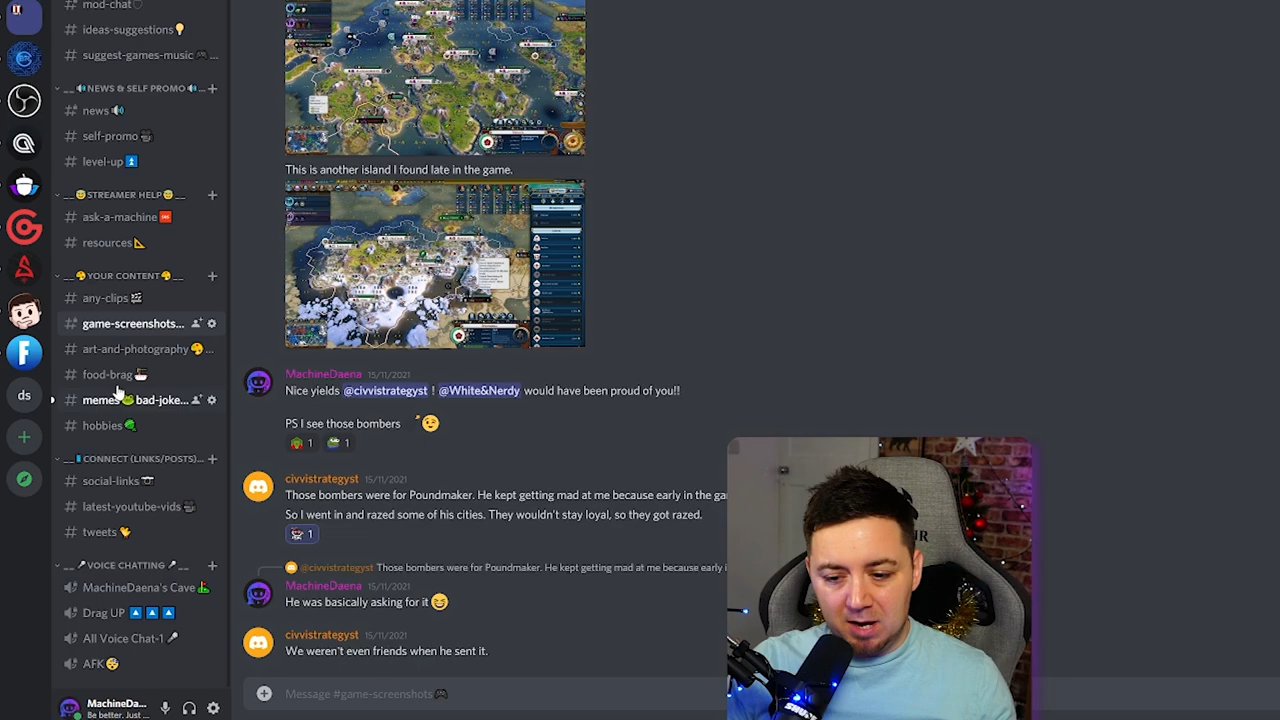 mod-chat
ideas-suggestions
suggest-games-music ...
NEWS & SELF PROMO ...
news
self-promo
level-up
STREAMER HELP
ask-a-machine
resources
YOUR CONTENT
any-clips
game-screenshots...
art-and-photography ...
food-brag
memes bad-joke...
hobbies
CONNECT (LINKS/POSTS)
social-links
latest-youtube-vids
tweets
VOICE CHATTING
MachineDaena's Cave
Drag UP
All Voice Chat-1
AFK
MachineDa...
Be better. Just ...
ds
This is another island I found late in the game.
MachineDaena 15/11/2021
Nice yields @civvistrategyst ! @White&Nerdy would have been proud of you!!
PS I see those bombers
1 1
civvistrategyst 15/11/2021
Those bombers were for Poundmaker. He kept getting mad at me because early in the ga
So I went in and razed some of his cities. They wouldn't stay loyal, so they got razed.
1
@civvistrategyst Those bombers were for Poundmaker. He kept getting mad at me because early i
MachineDaena 15/11/2021
He was basically asking for it
civvistrategyst 15/11/2021
We weren't even friends when he sent it.
Message #game-screenshots